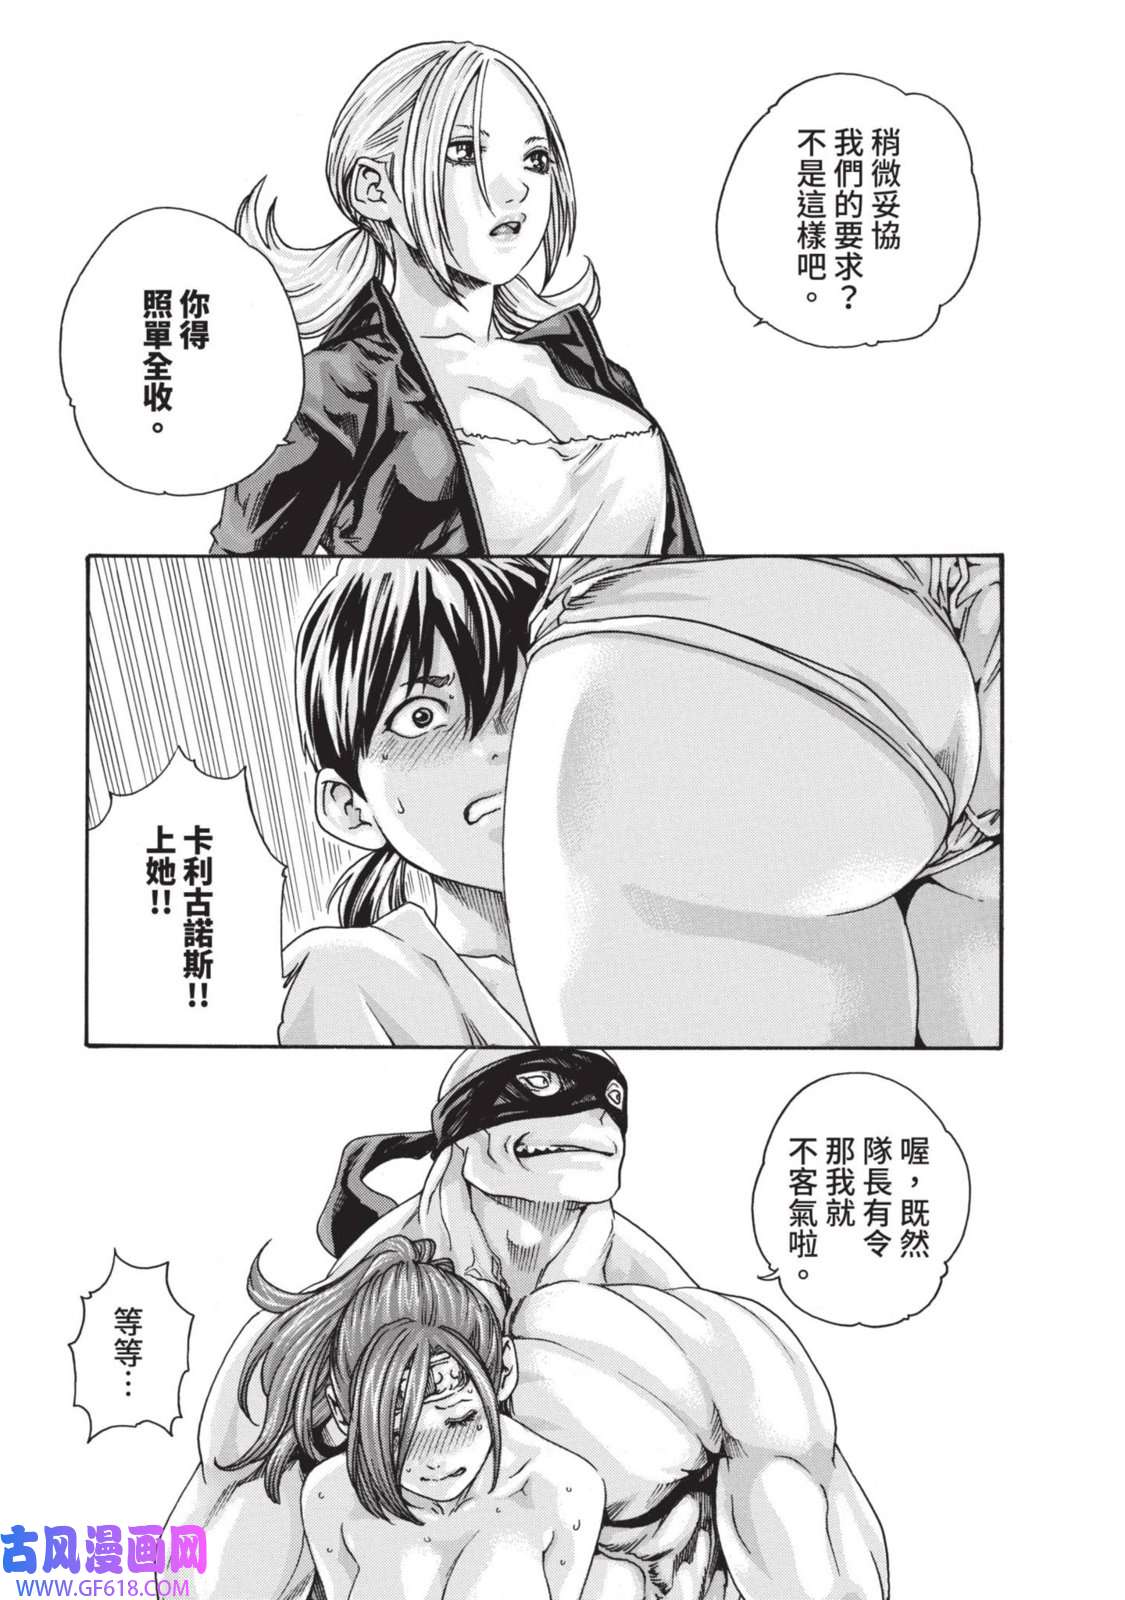 稍微妥協
我們的要求？
不是這樣吧。
你得
照單全收。
卡利古諾斯!!
上她!!
喔，既然
隊長有令
那我就
不客氣啦。
等等…
古风漫画网
WWW.GF618.COM